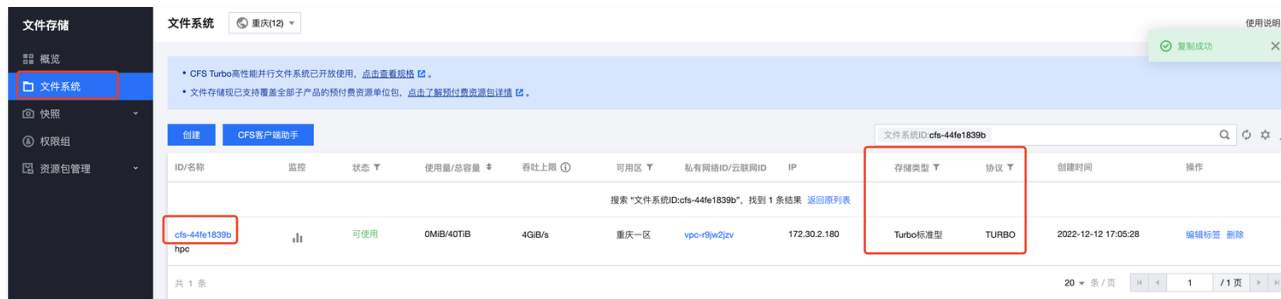 文件存储
概览
文件系统
快照
权限组
资源包管理
文件系统 重庆(12)
使用说明
复制成功
• CFS Turbo高性能并行文件系统已开放使用，点击查看规格。
• 文件存储现已支持覆盖全部子产品的预付费资源单位包，点击了解预付费资源包详情。
创建 CFS客户端助手
文件系统ID:cfs-44fe1839b
ID/名称 监控 状态 使用量/总容量 吞吐上限 可用区 私有网络ID/云联网ID IP 存储类型 协议 创建时间 操作
搜索 "文件系统ID:cfs-44fe1839b"，找到 1 条结果 返回原列表
cfs-44fe1839b 可使用 0MiB/40TiB 4GiB/s 重庆一区 vpc-r9jw2jzv 172.30.2.180 Turbo标准型 TURBO 2022-12-12 17:05:28 编辑标签 删除
hpc
共 1 条
20 条/页 1 /1页